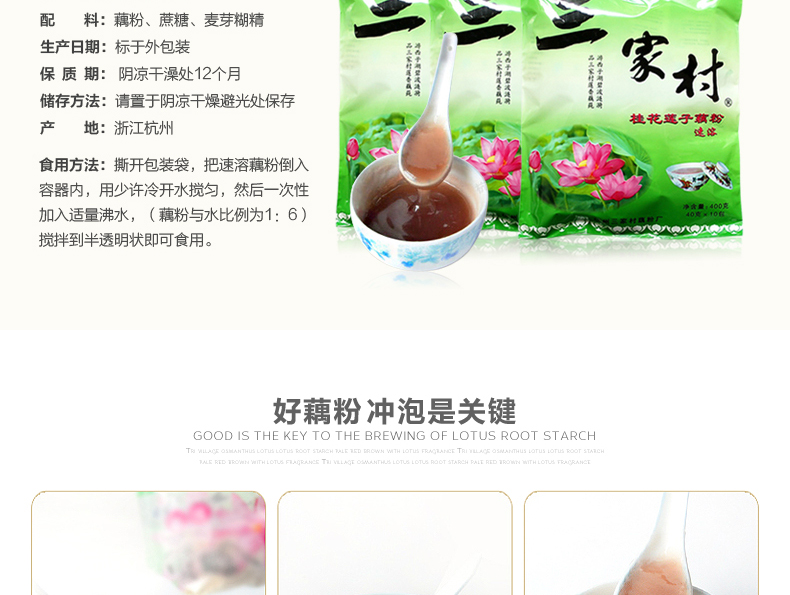 配　　料：藕粉、蔗糖、麦芽糊精
生产日期：标于外包装
保 质 期： 阴凉干澡处12个月
储存方法：请置于阴凉干燥避光处保存
产　　地：浙江杭州
食用方法：撕开包装袋，把速溶藕粉倒入
容器内，用少许冷开水搅匀，然后一次性
加入适量沸水，（藕粉与水比例为1：6）
搅拌到半透明状即可食用。
三
三
三
家
村
®
桂花莲子藕粉
速溶
净含量：400克
40克×10包
好藕粉 冲泡是关键
GOOD IS THE KEY TO THE BREWING OF LOTUS ROOT STARCH
Tri village osmanthus lotus lotus root starch pale red brown with lotus fragrance Tri village osmanthus lotus lotus root starch
pale red brown with lotus fragrance Tri village osmanthus lotus lotus root starch pale red brown with lotus fragrance